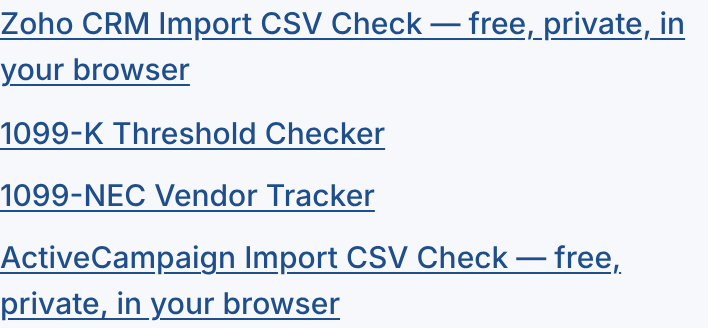 Zoho CRM Import CSV Check — free, private, in
your browser
1099-K Threshold Checker
1099-NEC Vendor Tracker
ActiveCampaign Import CSV Check — free,
private, in your browser